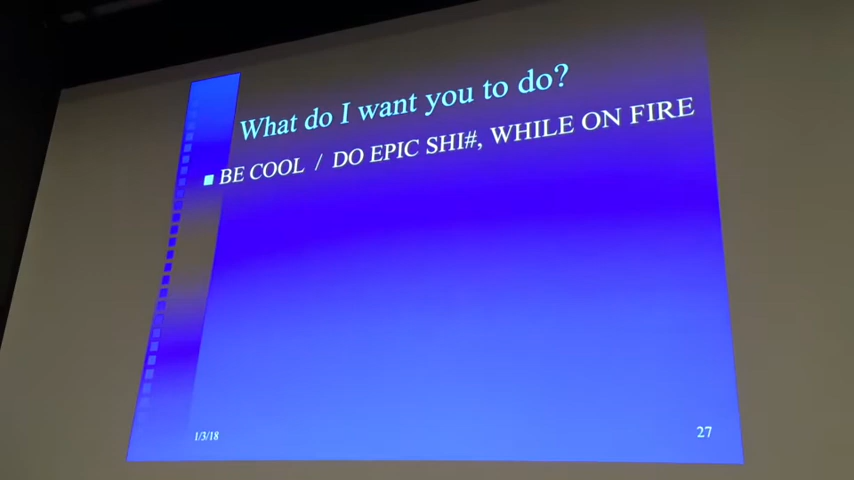 What do I want you to do?
BE COOL / DO EPIC SHI#, WHILE ON FIRE
1/3/18
27